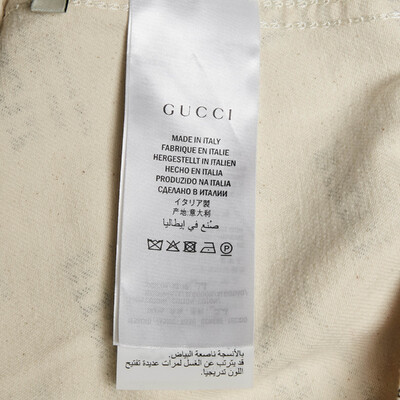 GUCCI
MADE IN ITALY
FABRIQUE EN ITALIE
HERGESTELLT IN ITALIEN
HECHO EN ITALIA
PRODUZIDO NA ITALIA
СДЕЛАНО В ИТАЛИИ
イタリア製
产地:意大利
صنع في إيطاليا
P
بالأنسجة ناصعة البياض.
قد يترتب عن الغسل لمرات عديدة تفتيح
اللون تدريجيا.